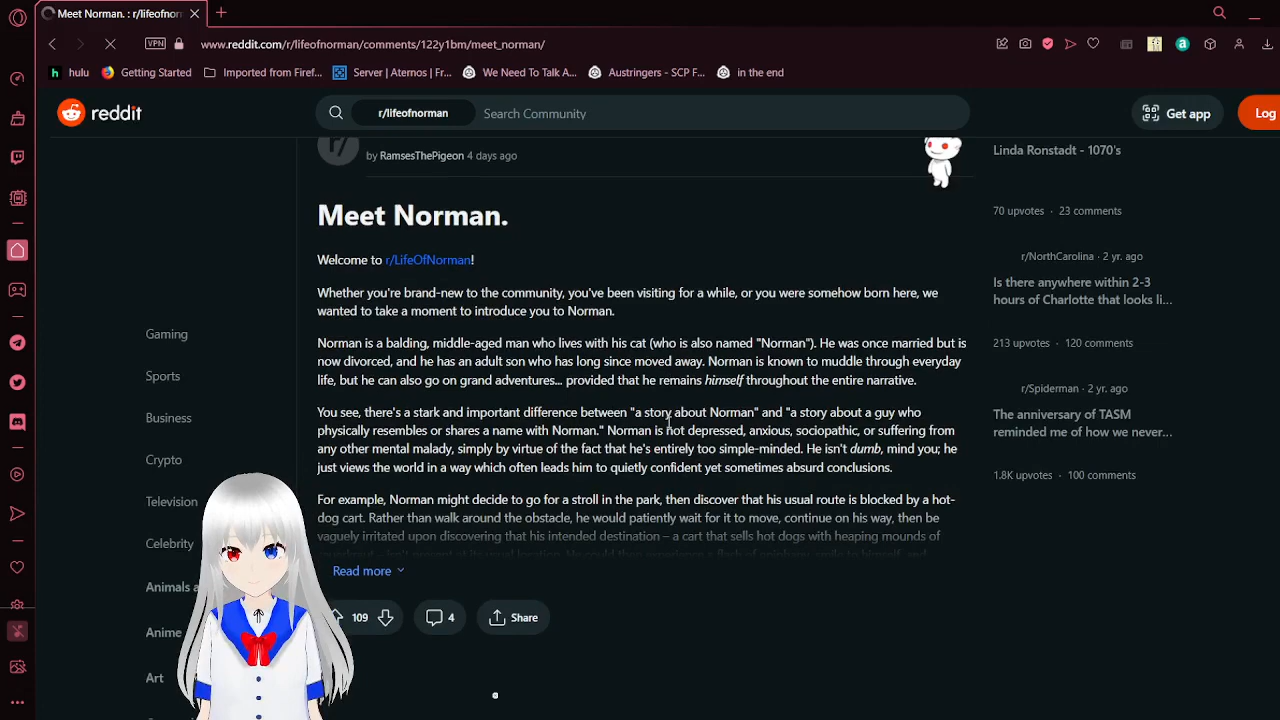 Meet Norman. : r/lifeofnorm
VPN
www.reddit.com/r/lifeofnorman/comments/122y1bm/meet_norman/
h hulu
Getting Started
Imported from Firef...
Server | Aternos | Fr...
We Need To Talk A...
Austringers - SCP F...
in the end
reddit
r/lifeofnorman
Search Community
Get app
Log
r/
by RamsesThePigeon 4 days ago
Meet Norman.
Welcome to r/LifeOfNorman!
Whether you're brand-new to the community, you've been visiting for a while, or you were somehow born here, we
wanted to take a moment to introduce you to Norman.
Norman is a balding, middle-aged man who lives with his cat (who is also named "Norman"). He was once married but is
now divorced, and he has an adult son who has long since moved away. Norman is known to muddle through everyday
life, but he can also go on grand adventures... provided that he remains himself throughout the entire narrative.
You see, there's a stark and important difference between "a story about Norman" and "a story about a guy who
physically resembles or shares a name with Norman." Norman is not depressed, anxious, sociopathic, or suffering from
any other mental malady, simply by virtue of the fact that he's entirely too simple-minded. He isn't dumb, mind you; he
just views the world in a way which often leads him to quietly confident yet sometimes absurd conclusions.
For example, Norman might decide to go for a stroll in the park, then discover that his usual route is blocked by a hot-
dog cart. Rather than walk around the obstacle, he would patiently wait for it to move, continue on his way, then be
vaguely irritated upon discovering that his intended destination – a cart that sells hot dogs with heaping mounds of
Read more
109
4
Share
Gaming
Sports
Business
Crypto
Television
Celebrity
Animals a
Anime
Art
Linda Ronstadt - 1070's
70 upvotes · 23 comments
r/NorthCarolina · 2 yr. ago
Is there anywhere within 2-3
hours of Charlotte that looks li...
213 upvotes · 120 comments
r/Spiderman · 2 yr. ago
The anniversary of TASM
reminded me of how we never...
1.8K upvotes · 100 comments